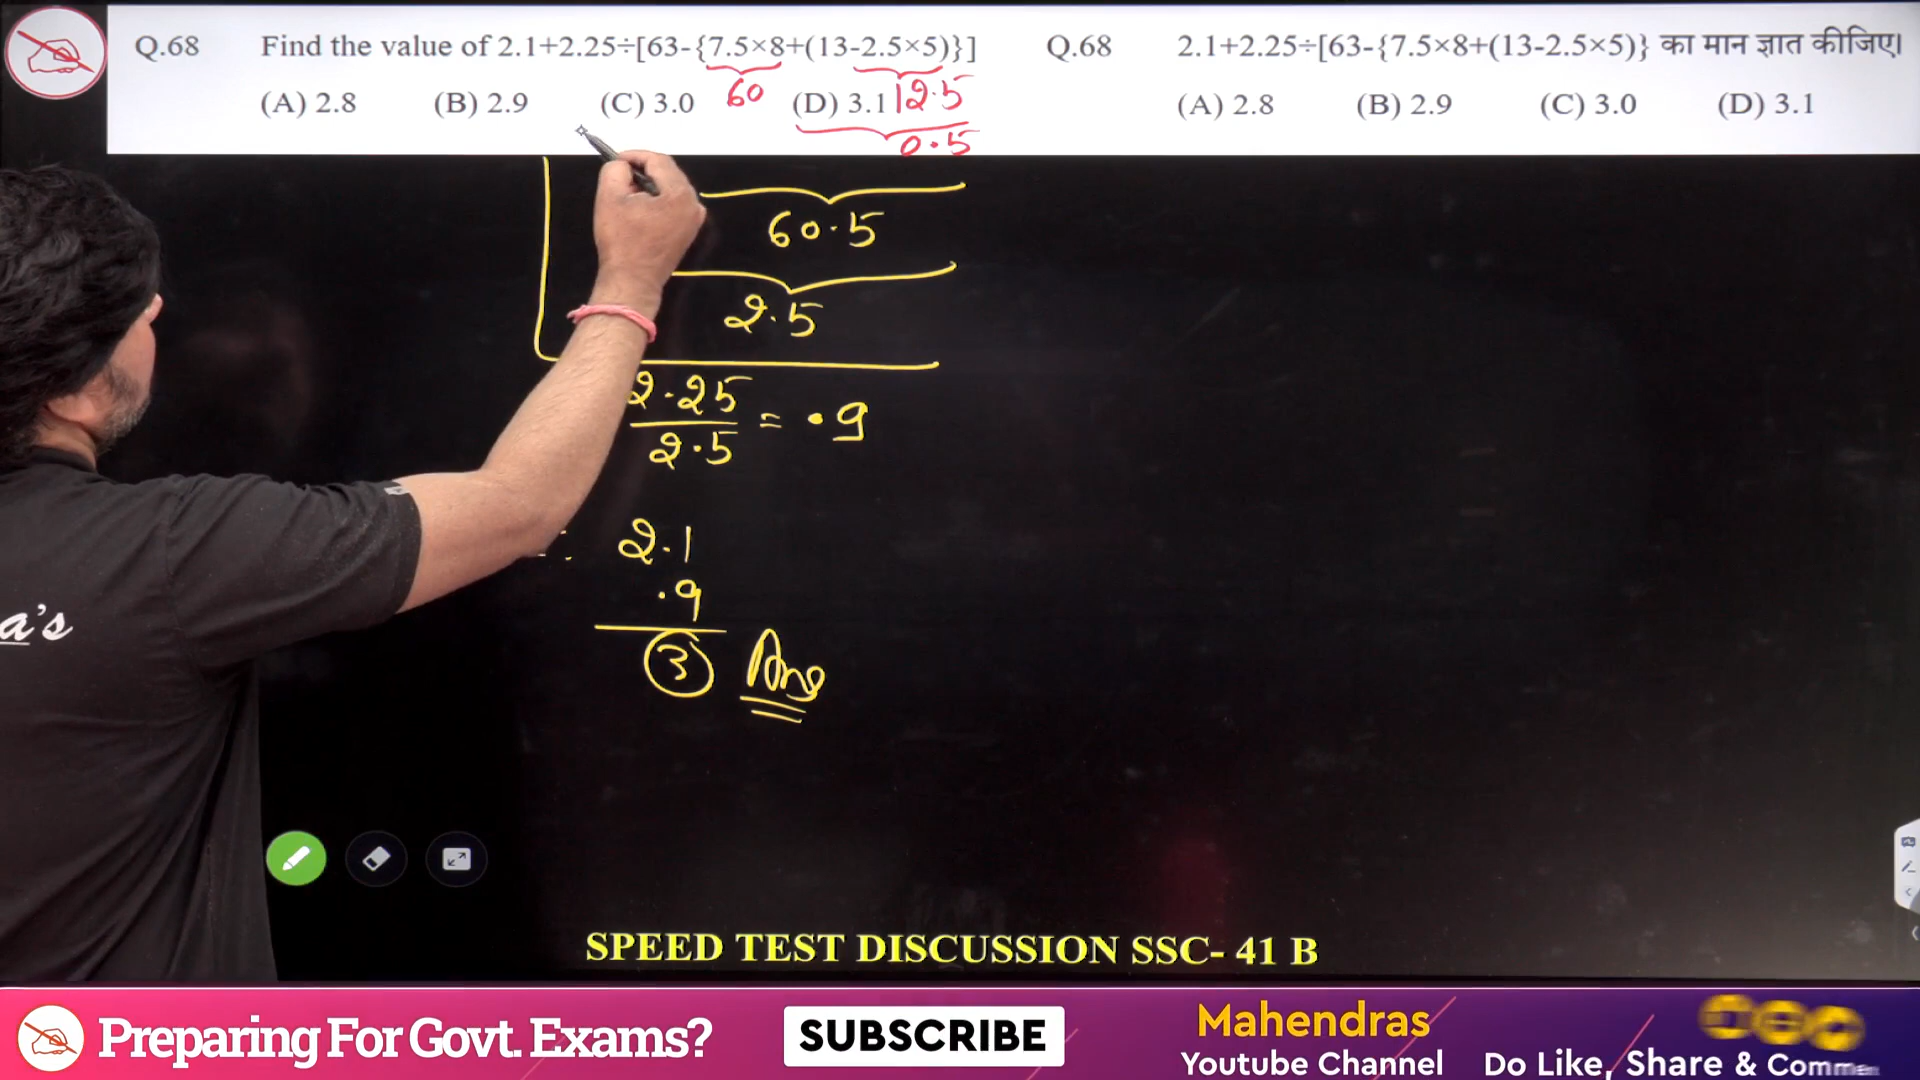 Q.68 Find the value of 2.1+2.25÷[63-{7.5×8+(13-2.5×5)}]
(A) 2.8 (B) 2.9 (C) 3.0 (D) 3.1
60 12.5
0.5
Q.68 2.1+2.25÷[63-{7.5×8+(13-2.5×5)} का मान ज्ञात कीजिए।
(A) 2.8 (B) 2.9 (C) 3.0 (D) 3.1
60.5
2.5
2.25
2.5
= .9
2.1
.9
3 Ans
a's
SPEED TEST DISCUSSION SSC- 41 B
Preparing For Govt. Exams?
SUBSCRIBE
Mahendras
Youtube Channel
Do Like, Share & Commen